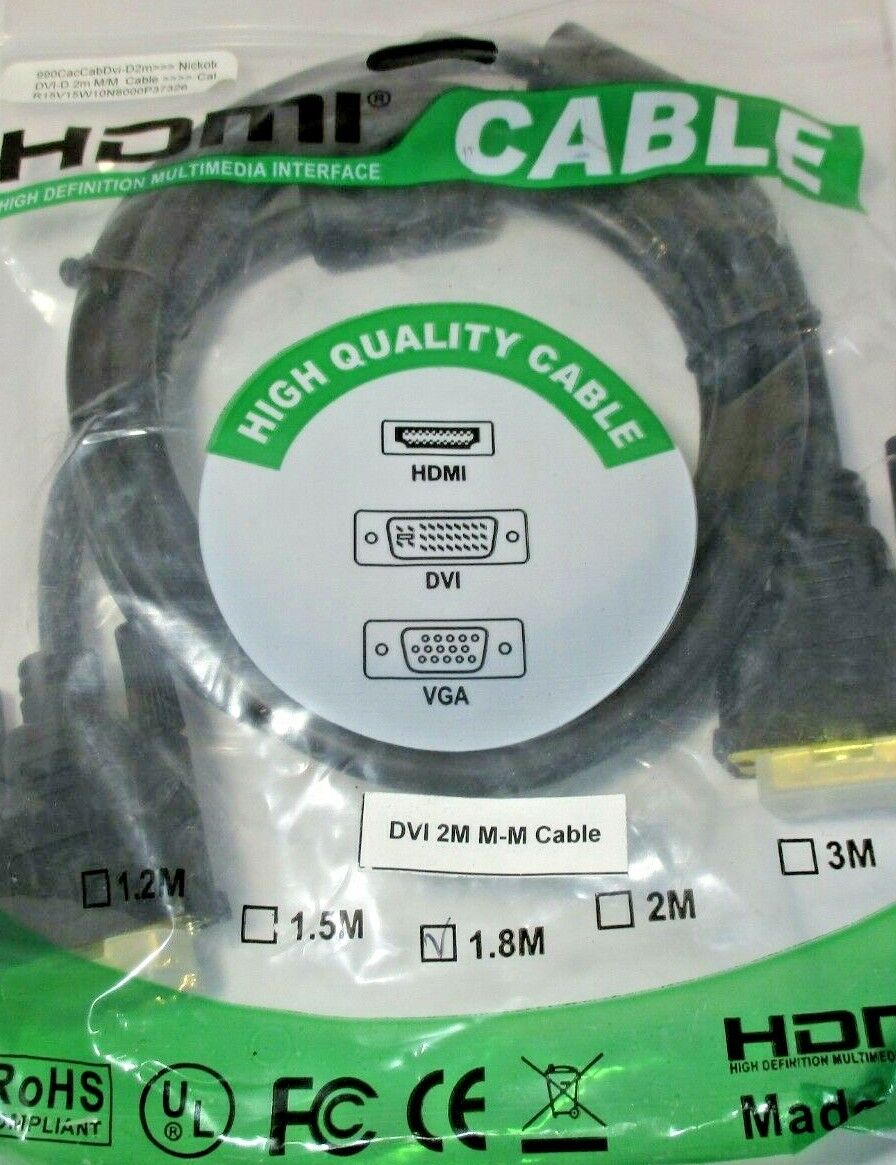 990CacCabDvi-D2m>>> Nickob
DVI-D 2m M/M Cable >>>> Cat
R15V15W10N8000P37326
HDMI® CABLE
HIGH DEFINITION MULTIMEDIA INTERFACE
HIGH QUALITY CABLE
HDMI
DVI
VGA
DVI 2M M-M Cable
1.2M
1.5M
1.8M
2M
3M
HDM
HIGH DEFINITION MULTIMED
RoHS
COMPLIANT
UL®
FC
CE
Made